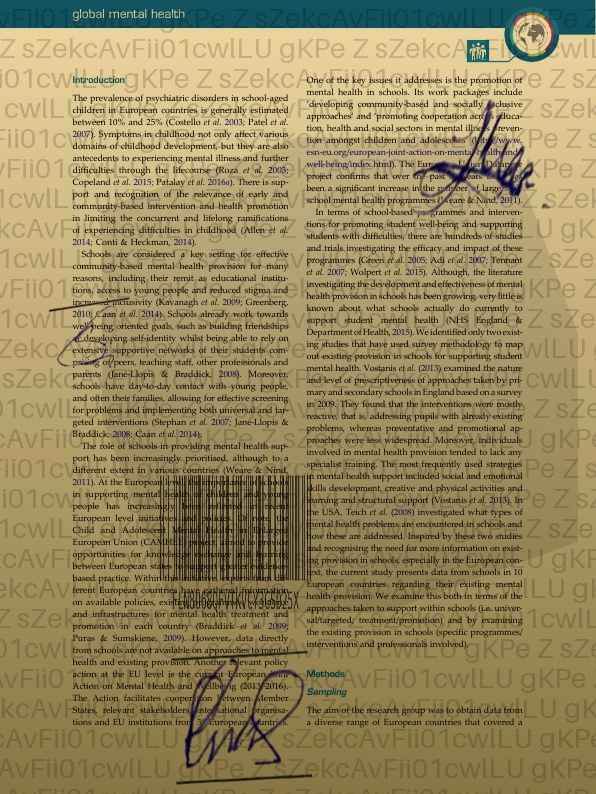 global mental health
Introduction
The prevalence of psychiatric disorders in school-aged
children in European countries is generally estimated
between 10% and 25% (Costello et al. 2003; Patel et al.
2007). Symptoms in childhood not only affect various
domains of childhood development, but they are also
antecedents to experiencing mental illness and further
difficulties through the lifecourse (Roza et al. 2003;
Copeland et al. 2015; Patalay et al. 2016a). There is sup-
port and recognition of the relevance of early and
community-based intervention and health promotion
in limiting the concurrent and lifelong ramifications
of experiencing difficulties in childhood (Allen et al.
2014; Conti & Heckman, 2014).
Schools are considered a key setting for effective
community-based mental health provision for many
reasons, including their remit as educational institu-
tions, access to young people and reduced stigma and
increased inclusivity (Kavanagh et al. 2009; Greenberg,
2010; Caan et al. 2014). Schools already work towards
well-being oriented goals, such as building friendships
& developing self-identity whilst being able to rely on
extensive supportive networks of their students com-
prising of peers, teaching staff, other professionals and
parents (Jané-Llopis & Braddick, 2008). Moreover,
schools have day-to-day contact with young people,
and often their families, allowing for effective screening
for problems and implementing both universal and tar-
geted interventions (Stephan et al. 2007; Jané-Llopis &
Braddick, 2008; Caan et al. 2014).
The role of schools in providing mental health sup-
port has been increasingly prioritised, although to a
different extent in various countries (Weare & Nind,
2011). At the European level, the importance of schools
in supporting mental health of children and young
people has increasingly been reflected in recent
European level initiatives and policies. Of note, the
Child and Adolescent Mental Health in Enlarged
European Union (CAMHEE) project, aimed to provide
opportunities for knowledge exchange and learning
between European states to support greater evidence-
based practice. Within this initiative, experts from dif-
ferent European countries have gathered information
on available policies, existing
and infrastructures for mental health treatment and
promotion in each country (Braddick et al. 2009;
Puras & Sumskiene, 2009). However, data directly
from schools are not available on approaches to mental
health and existing provision. Another relevant policy
action at the EU level is the current European Joint
Action on Mental Health and Wellbeing (2013–2016).
The Action facilitates cooperation between Member
States, relevant stakeholders, international organisa-
tions and EU institutions from European countries.
One of the key issues it addresses is the promotion of
mental health in schools. Its work packages include
'developing community-based and socially inclusive
approaches' and 'promoting cooperation across educa-
tion, health and social sectors in mental illness preven-
tion amongst children and adolescents'
esn-eu.org/european-joint-action-on-mental-health-and-
well-being/index.html). The European
project confirms that over the past years there has
been a significant increase in the number of large
school mental health programmes (Weare & Nind, 2011).
In terms of school-based programmes and interven-
tions for promoting student well-being and supporting
students with difficulties, there are hundreds of studies
and trials investigating the efficacy and impact of these
programmes (Green et al. 2005; Adi et al. 2007; Tennant
et al. 2007; Wolpert et al. 2015). Although, the literature
investigating the development and effectiveness of mental
health provision in schools has been growing, very little is
known about what schools actually do currently to
support student mental health (NHS England &
Department of Health, 2015). We identified only two exist-
ing studies that have used survey methodology to map
out existing provision in schools for supporting student
mental health. Vostanis et al. (2013) examined the nature
and level of prescriptiveness of approaches taken by pri-
mary and secondary schools in England based on a survey
in 2009. They found that the interventions were mostly
reactive, that is, addressing pupils with already existing
problems, whereas preventative and promotional ap-
proaches were less widespread. Moreover, individuals
involved in mental health provision tended to lack any
specialist training. The most frequently used strategies
in mental health support included social and emotional
skills development, creative and physical activities and
learning and structural support (Vostanis et al. 2013). In
the USA, Teich et al. (2008) investigated what types of
mental health problems are encountered in schools and
how these are addressed. Inspired by these two studies
and recognising the need for more information on exist-
ing provision in schools, especially in the European con-
text, the current study presents data from schools in 10
European countries regarding their existing mental
health provision. We examine this both in terms of the
approaches taken to support within schools (i.e. univer-
sal/targeted; treatment/promotion) and by examining
the existing provision in schools (specific programmes/
interventions and professionals involved).
Methods
Sampling
The aim of the research group was to obtain data from
a diverse range of European countries that covered a